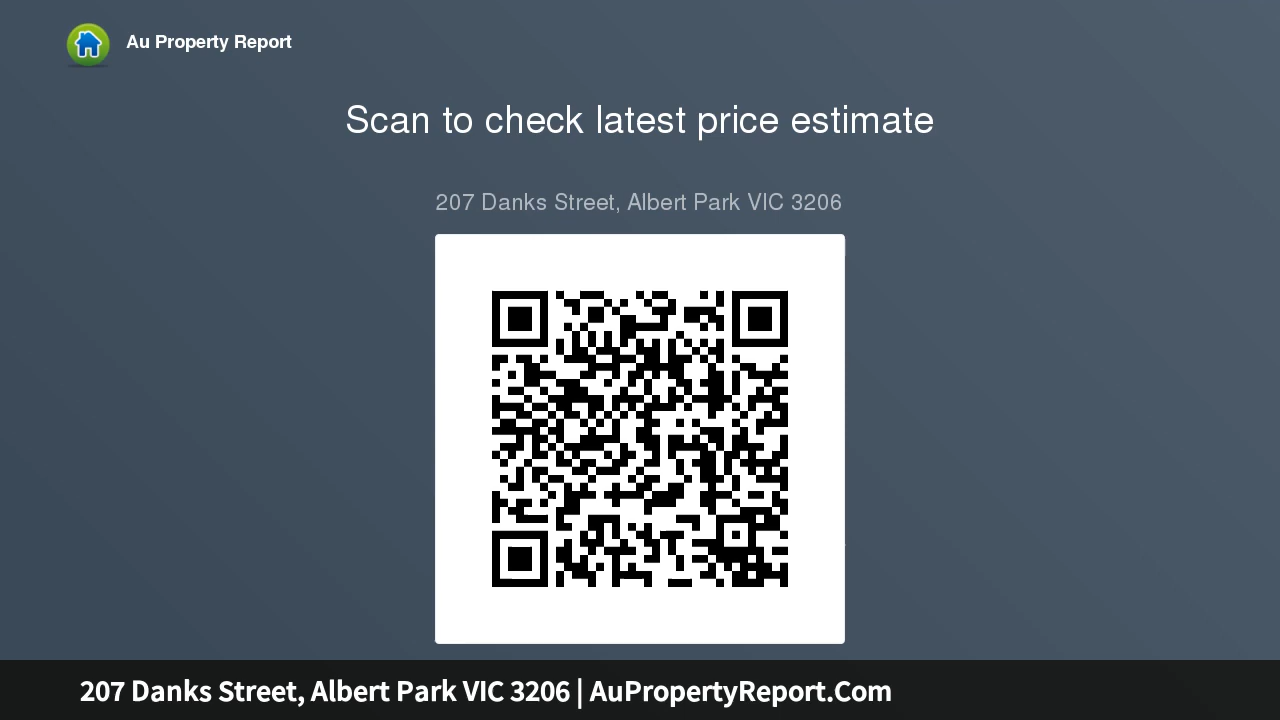 Au Property Report
Scan to check latest price estimate
207 Danks Street, Albert Park VIC 3206
207 Danks Street, Albert Park VIC 3206 | AuPropertyReport.Com